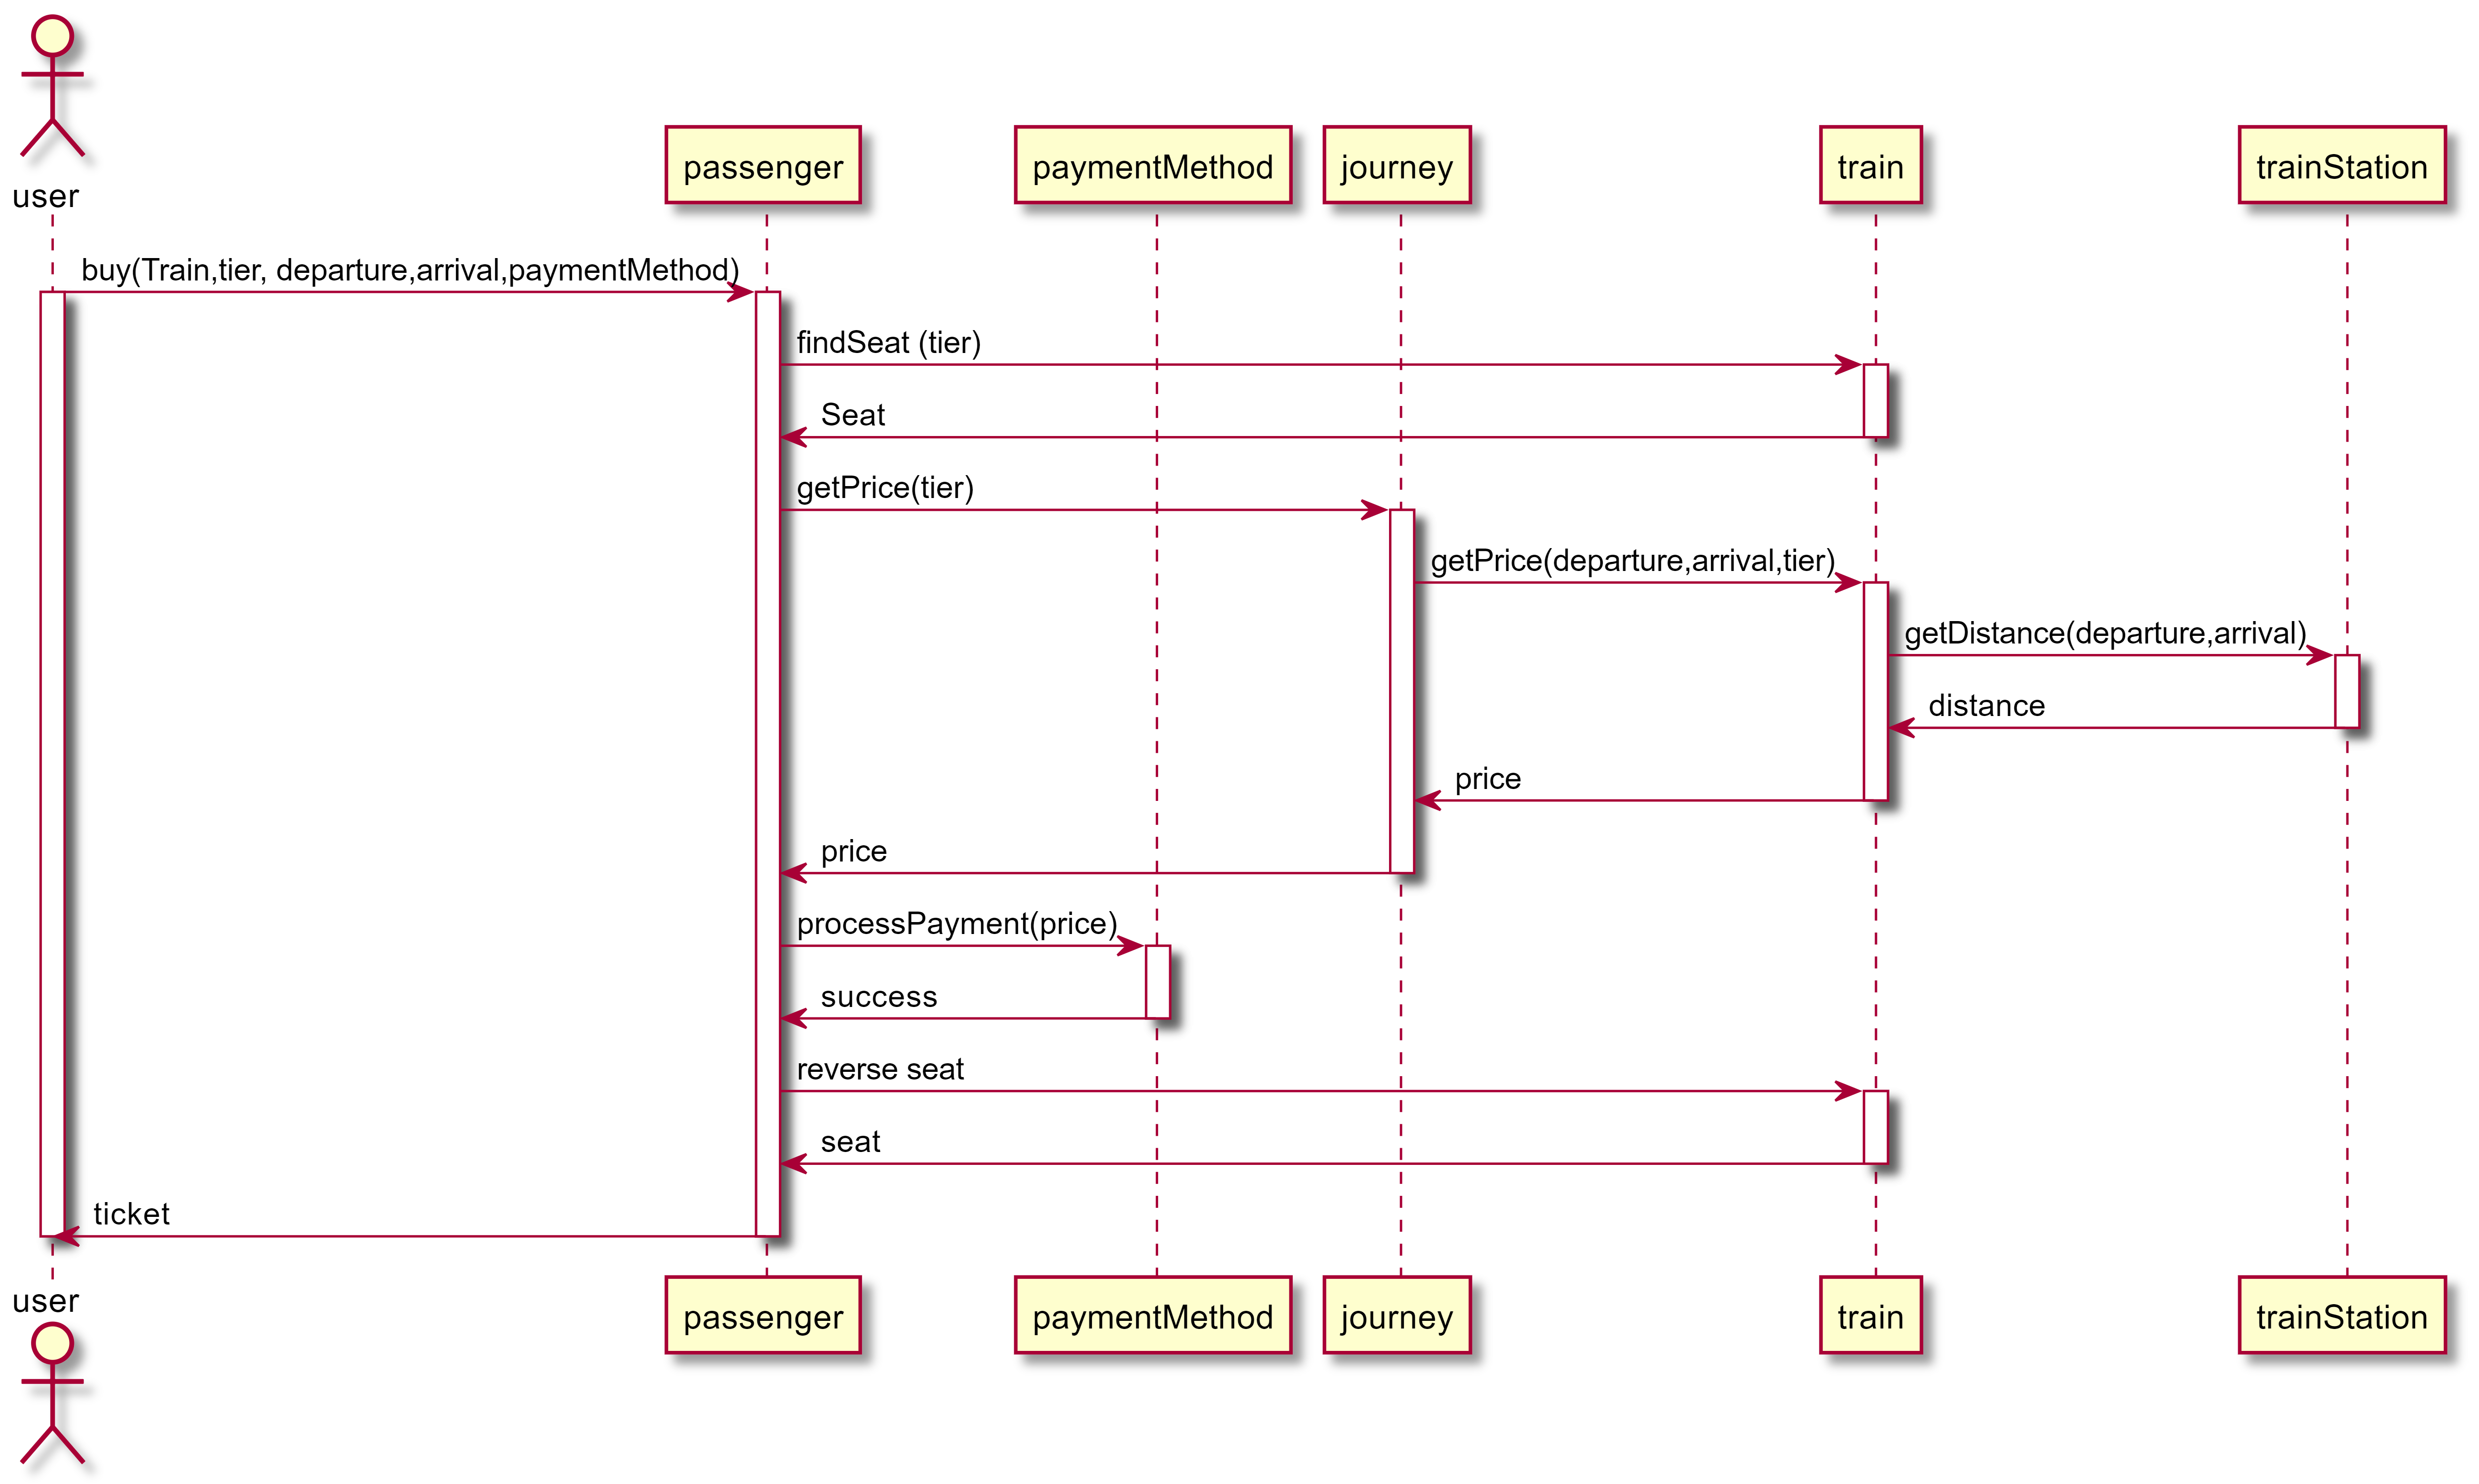 user
passenger
paymentMethod
journey
train
trainStation
buy(Train,tier, departure,arrival,paymentMethod)
findSeat (tier)
Seat
getPrice(tier)
getPrice(departure,arrival,tier)
getDistance(departure,arrival)
distance
price
price
processPayment(price)
success
reverse seat
seat
ticket
user
passenger
paymentMethod
journey
train
trainStation